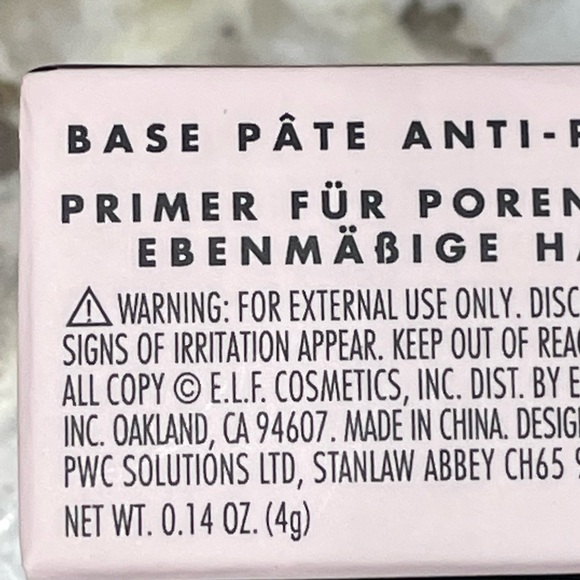 BASE PÂTE ANTI-
PRIMER FÜR POREN
EBENMÄßIGE HA
WARNING: FOR EXTERNAL USE ONLY. DISC
SIGNS OF IRRITATION APPEAR. KEEP OUT OF REAC
ALL COPY © E.L.F. COSMETICS, INC. DIST. BY E
INC. OAKLAND, CA 94607. MADE IN CHINA. DESIG
PWC SOLUTIONS LTD, STANLAW ABBEY CH65
NET WT. 0.14 OZ. (4g)